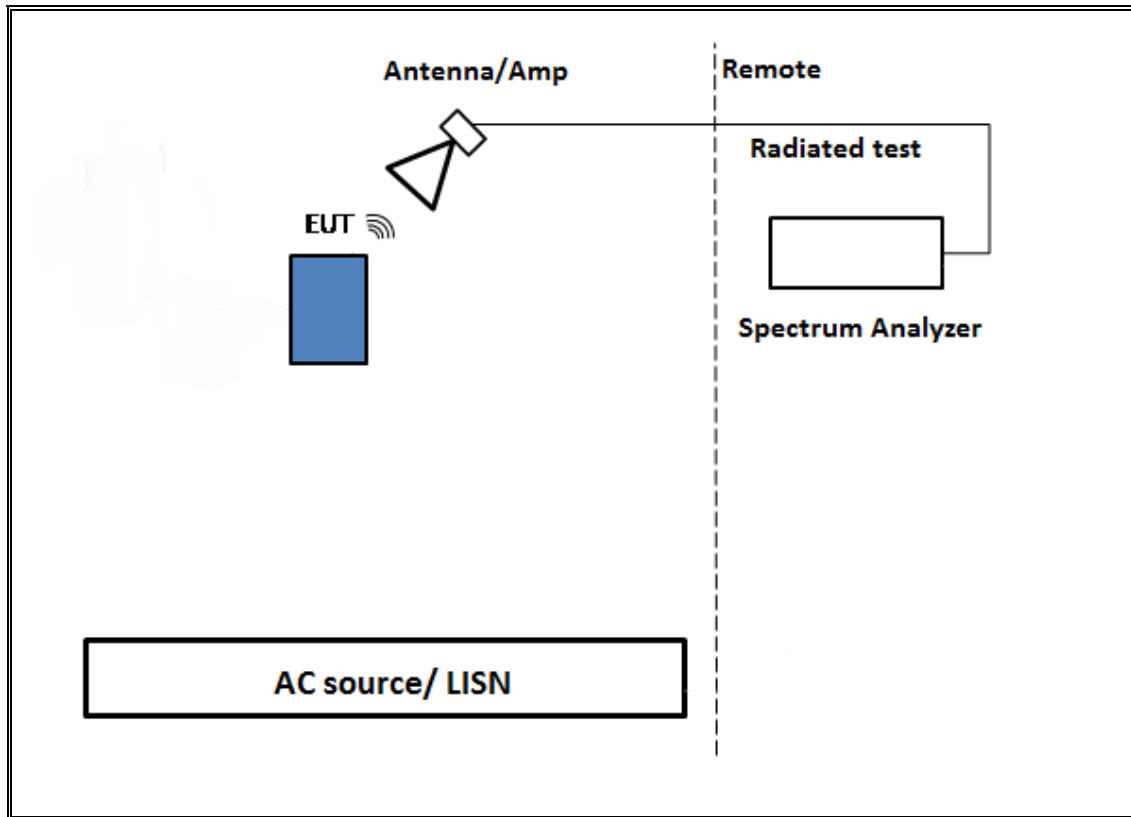 Antenna/Amp
Remote
Radiated test
EUT
Spectrum Analyzer
AC source/ LISN